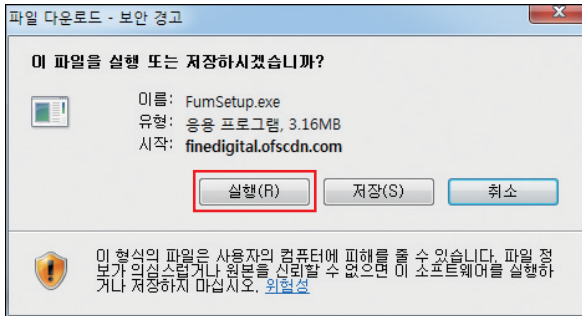 파일 다운로드 - 보안 경고
이 파일을 실행 또는 저장하시겠습니까?
이름: FumSetup.exe
유형: 응용 프로그램, 3.16MB
시작: finedigital.ofscdn.com
실행(R) 저장(S) 취소
이 형식의 파일은 사용자의 컴퓨터에 피해를 줄 수 있습니다. 파일 정
보가 의심스럽거나 원본을 신뢰할 수 없으면 이 소프트웨어를 실행하
거나 저장하지 마십시오. 위험성